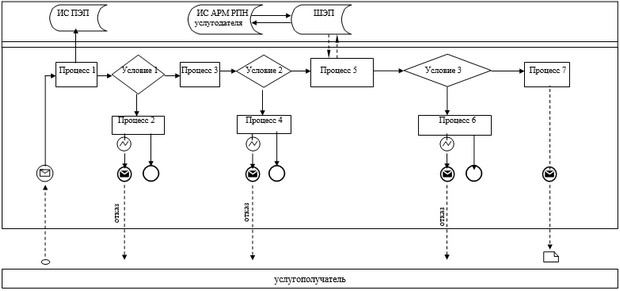 ИС ПЭП
ИС АРМ РПН
услугодателя
ШЭП
Процесс 1
Условие 1
Процесс 3
Условие 2
Процесс 5
Условие 3
Процесс 7
Процесс 2
Процесс 4
Процесс 6
отказ
отказ
отказ
услугополучатель